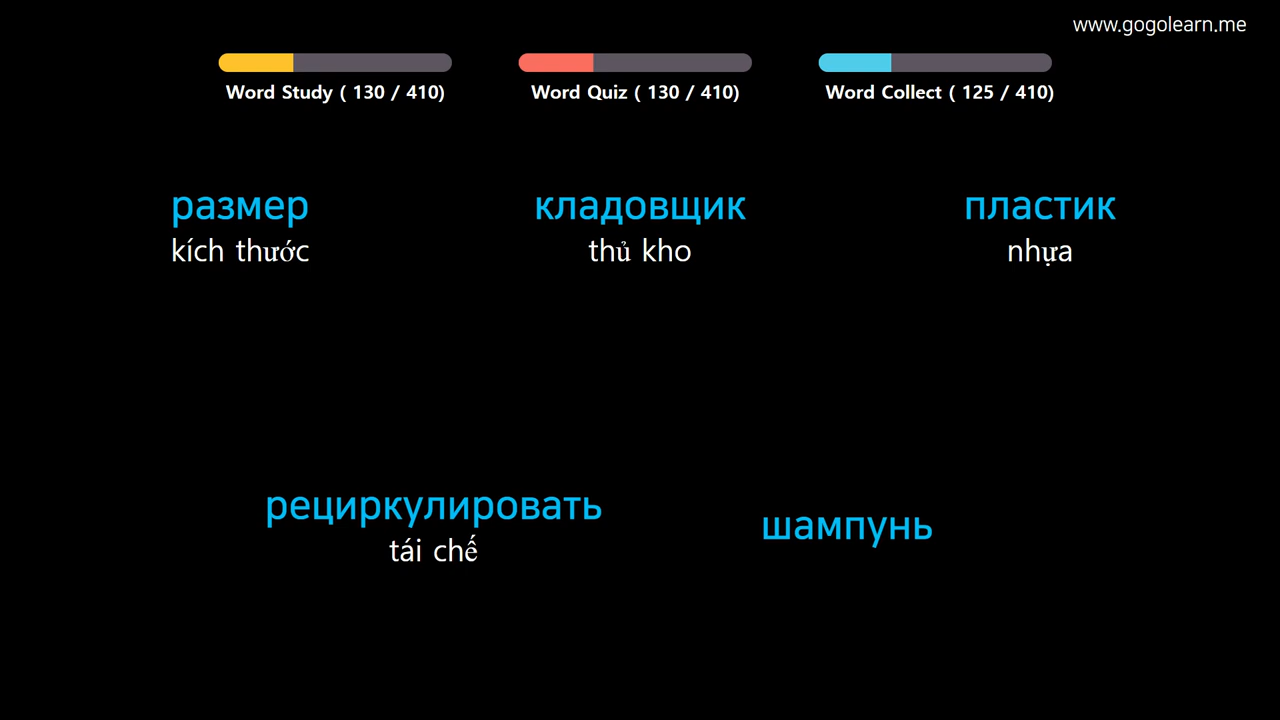 www.gogolearn.me
Word Study ( 130 / 410)
Word Quiz ( 130 / 410)
Word Collect ( 125 / 410)
размер
kích thước
кладовщик
thủ kho
пластик
nhựa
рециркулировать
tái chế
шампунь